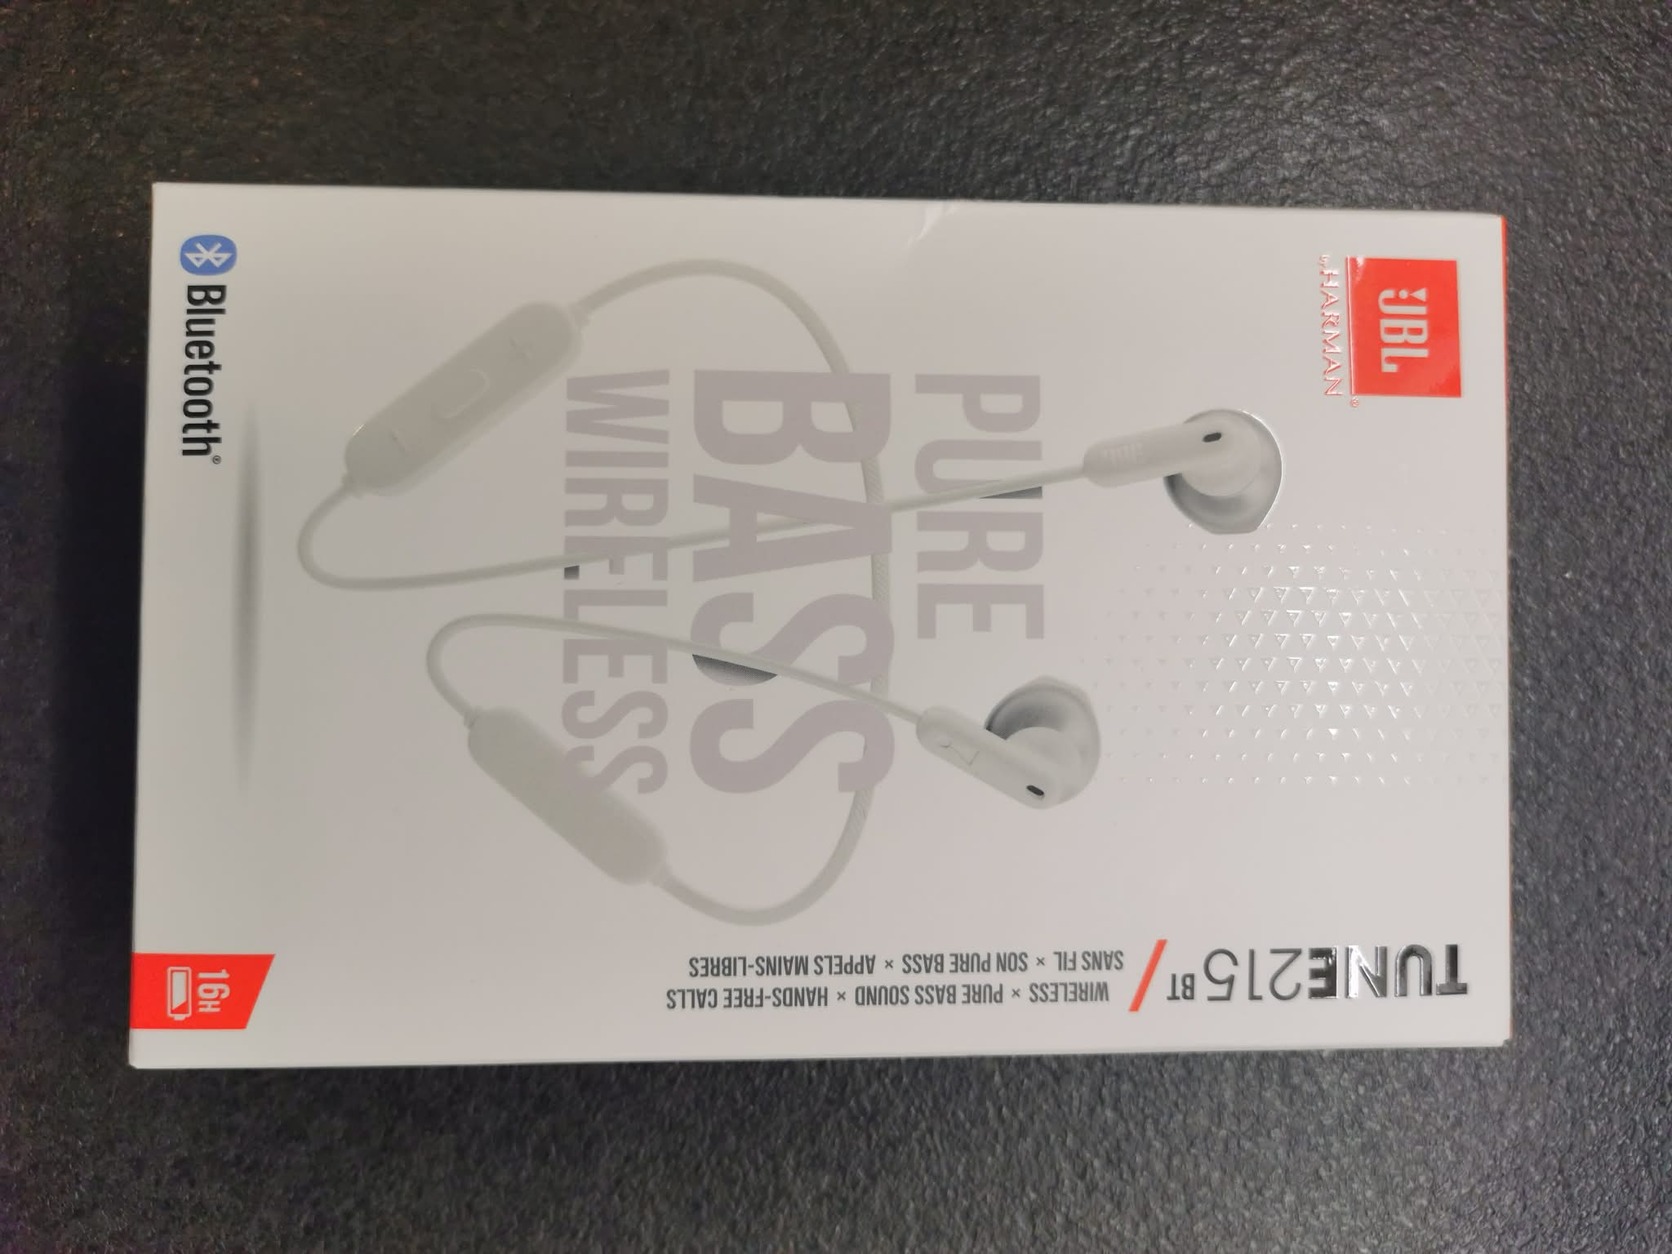 JBL
by HARMAN®
PURE
BASS
WIRELESS
Bluetooth®
16H
TUNE215BT
WIRELESS × PURE BASS SOUND × HANDS-FREE CALLS
SANS FIL × SON PURE BASS × APPELS MAINS-LIBRES